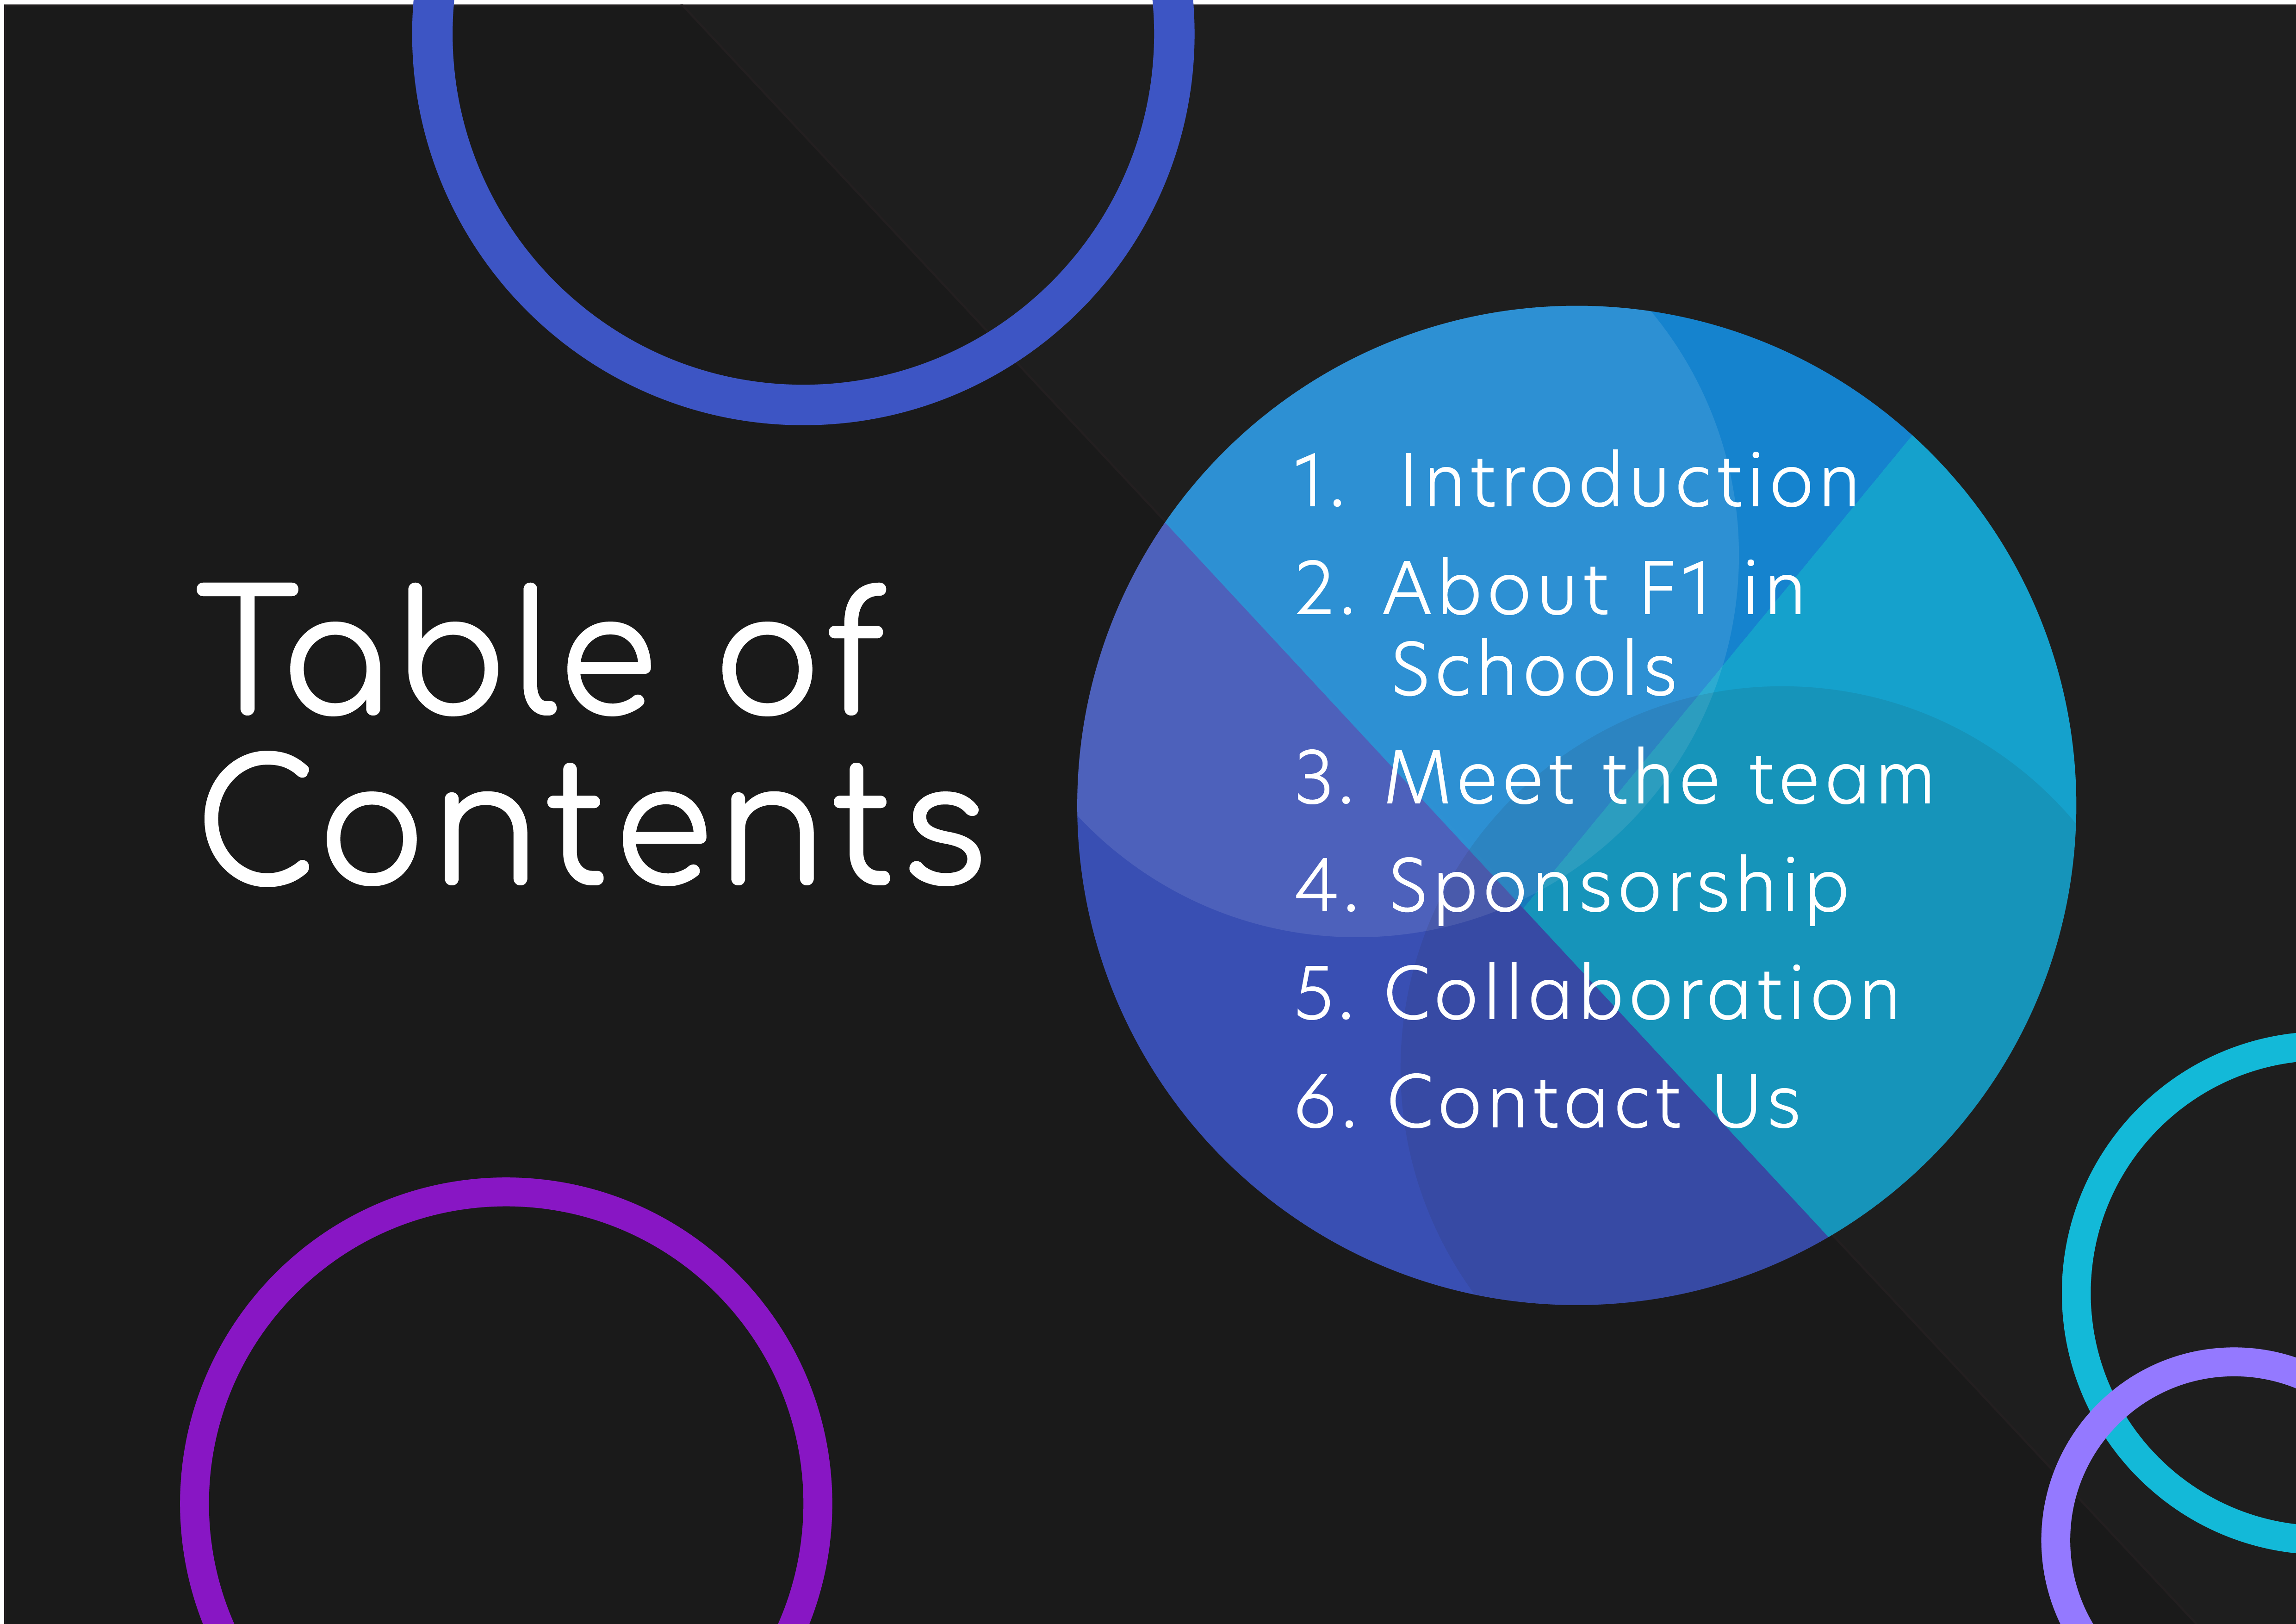 Table of
Contents
1. Introduction
2. About F1 in
Schools
3. Meet the team
4. Sponsorship
5. Collaboration
6. Contact Us